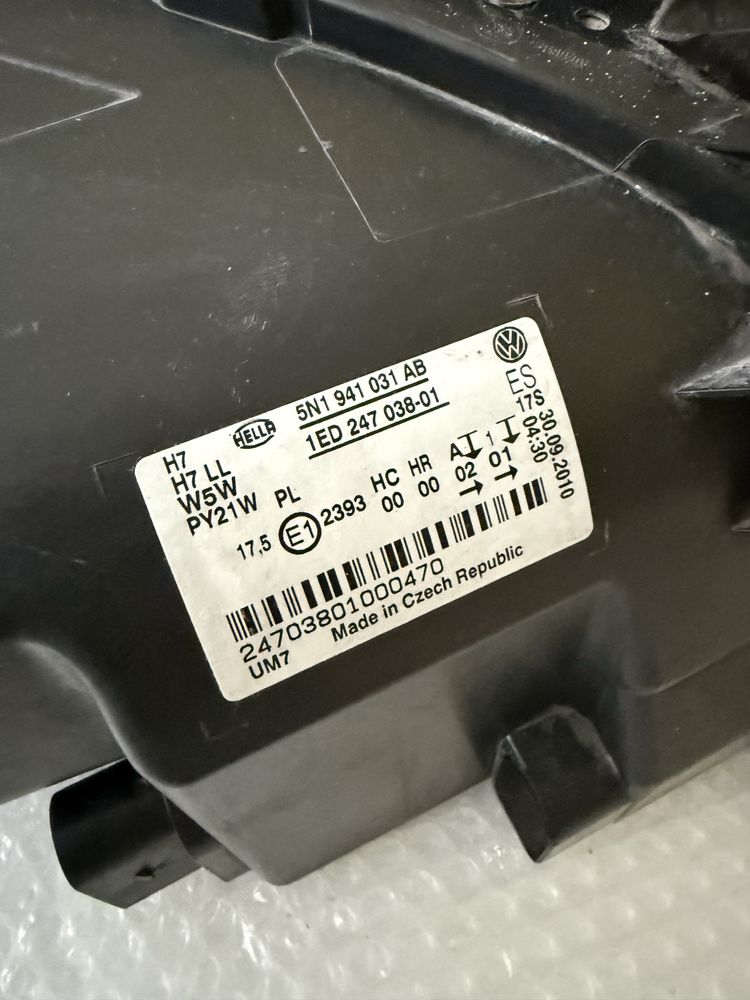 HELLA
5N1 941 031 AB
1ED 247 038-01
H7
H7 LL
W5W
PY21W
PL HC HR A 1
17,5 E1 2393 00 00 02 01
ES
17S 30.09.2010
04:30
24703801000470
UM7 Made in Czech Republic